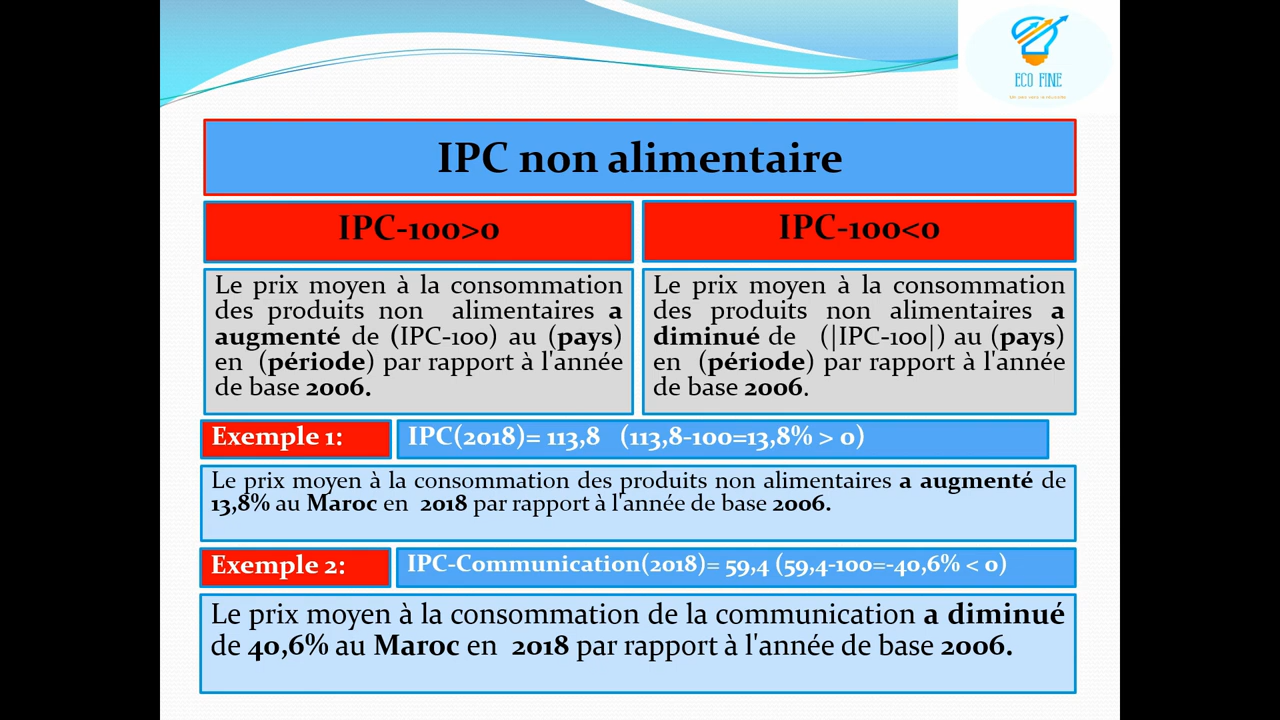 ECO FINE
IPC non alimentaire
IPC-100>0
IPC-100<0
Le prix moyen à la consommation
des produits non alimentaires a
augmenté de (IPC-100) au (pays)
en (période) par rapport à l'année
de base 2006.
Le prix moyen à la consommation
des produits non alimentaires a
diminué de (|IPC-100|) au (pays)
en (période) par rapport à l'année
de base 2006.
Exemple 1:
IPC(2018)= 113,8 (113,8-100=13,8% > 0)
Le prix moyen à la consommation des produits non alimentaires a augmenté de
13,8% au Maroc en 2018 par rapport à l'année de base 2006.
Exemple 2:
IPC-Communication(2018)= 59,4 (59,4-100=-40,6% < 0)
Le prix moyen à la consommation de la communication a diminué
de 40,6% au Maroc en 2018 par rapport à l'année de base 2006.